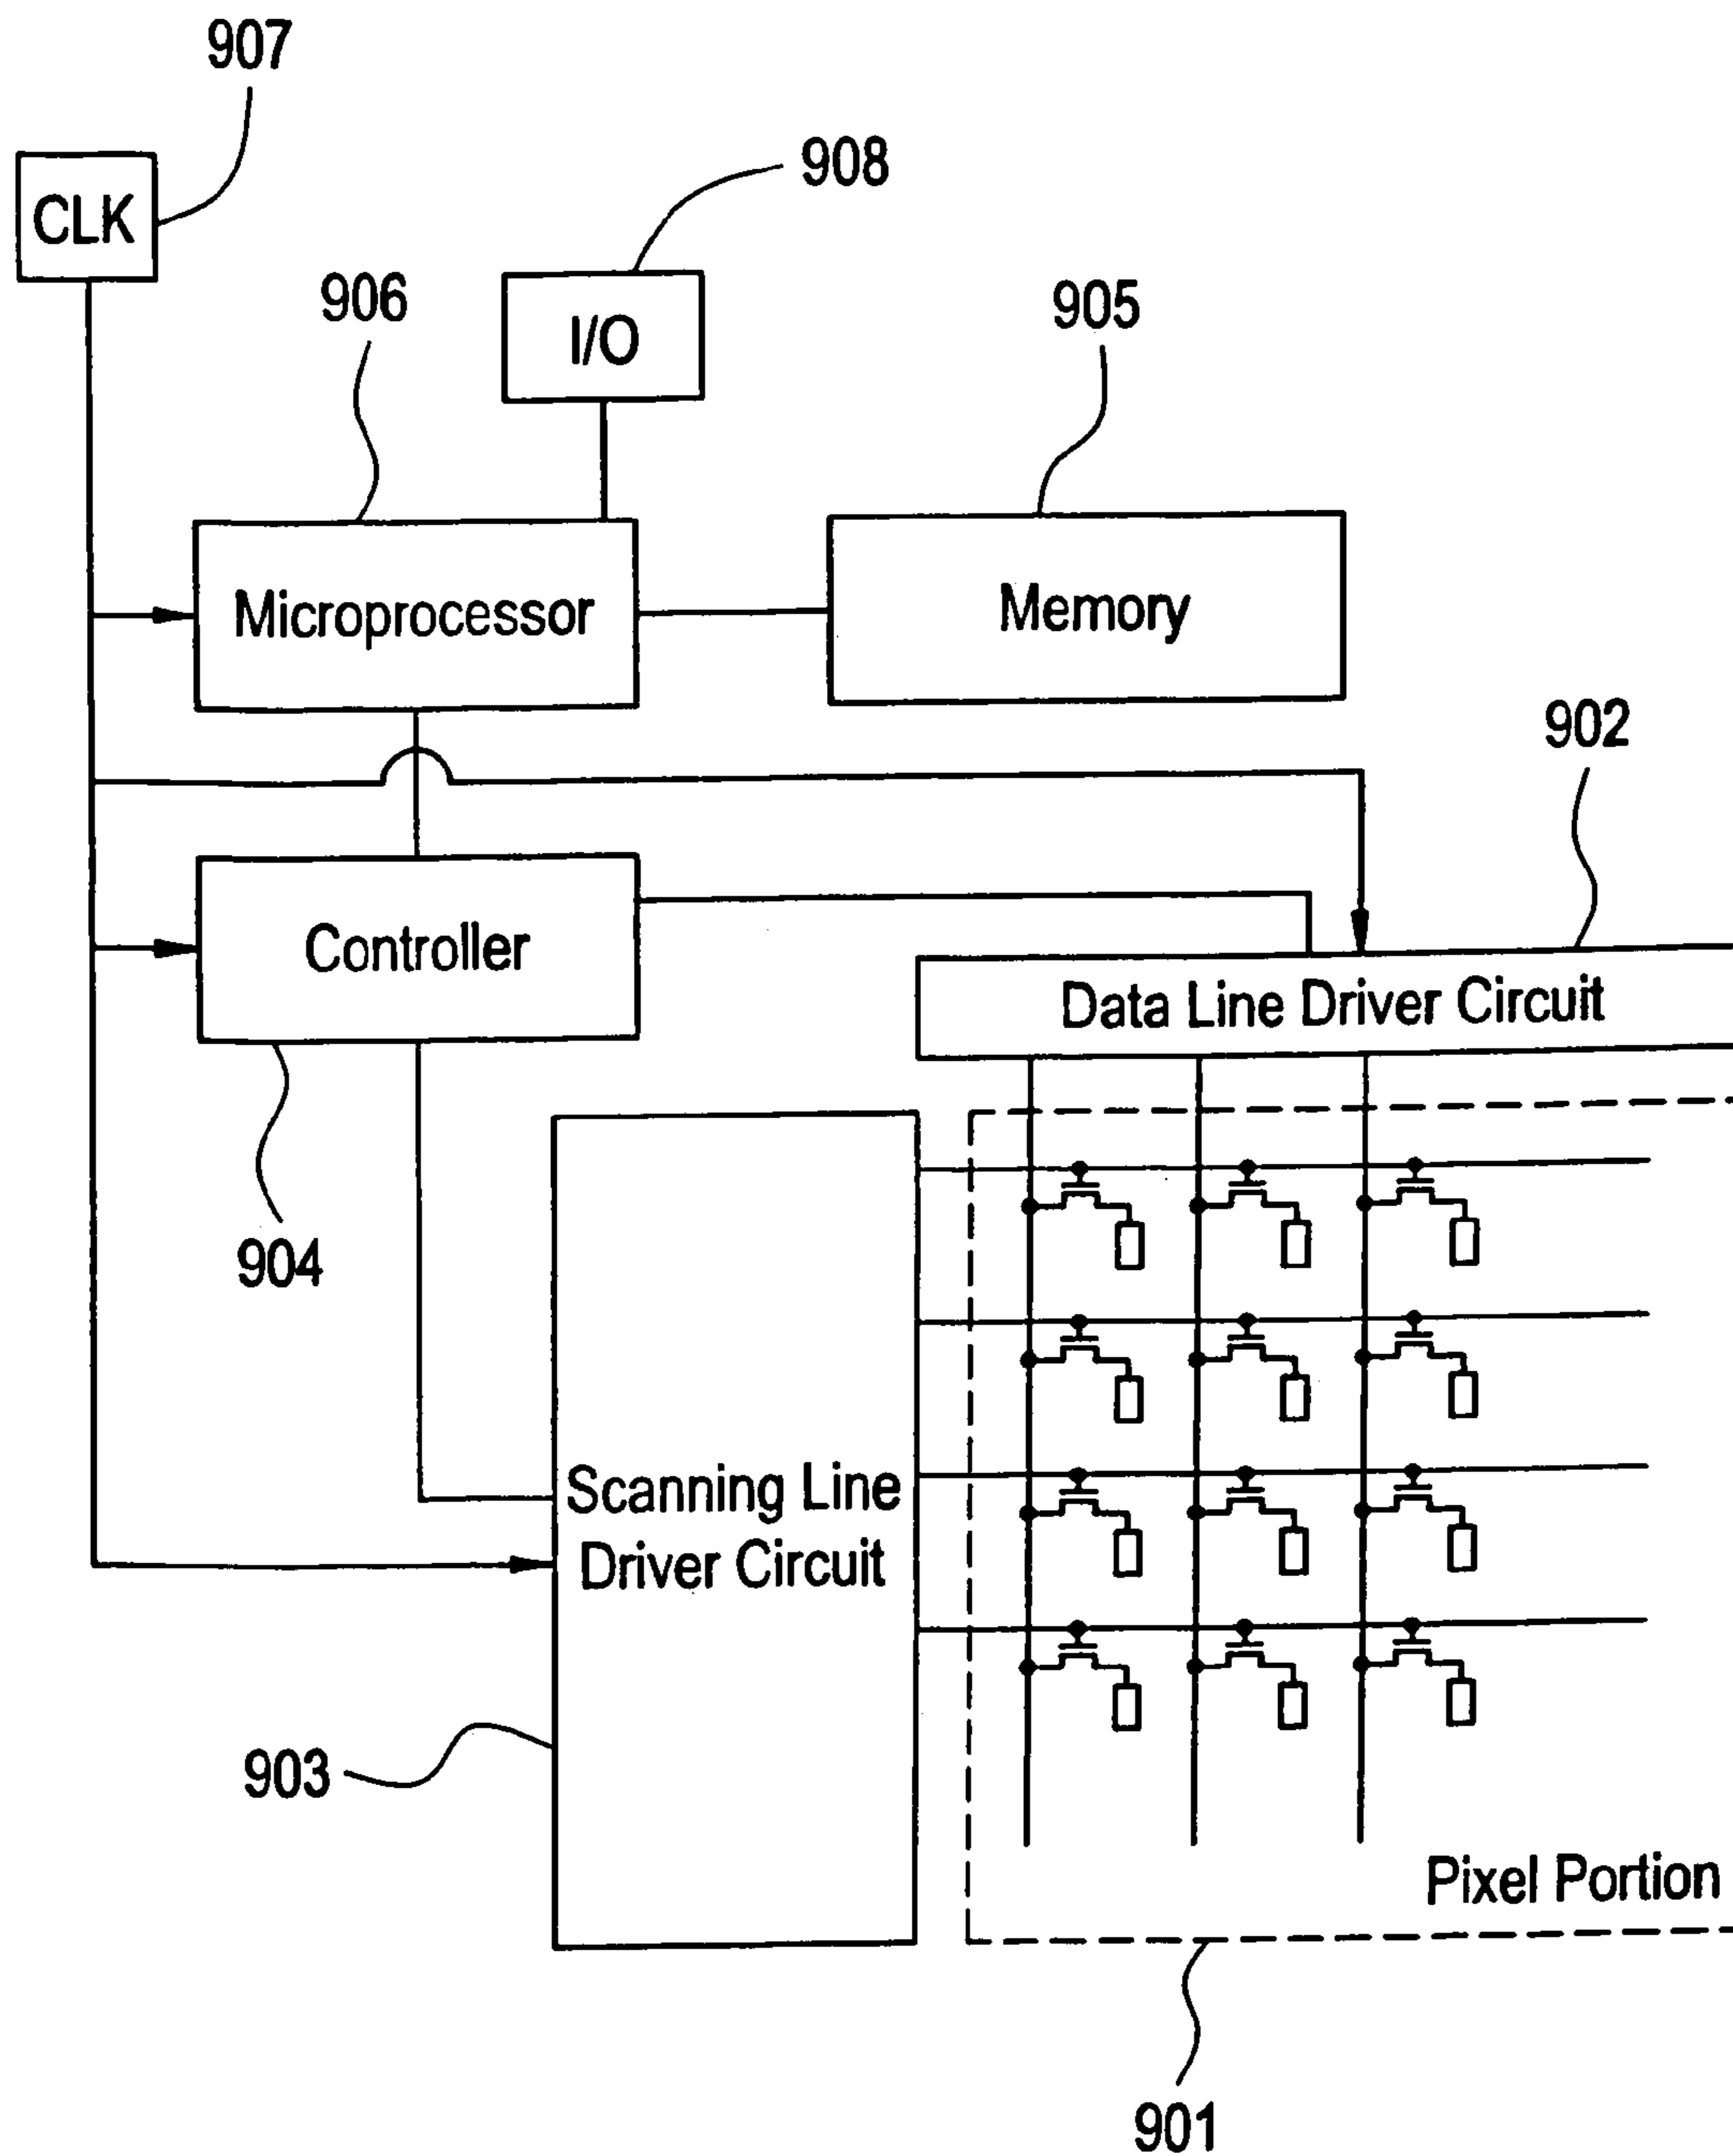 907
CLK
908
I/O
906
905
Microprocessor
Memory
902
Controller
Data Line Driver Circuit
904
Scanning Line
Driver Circuit
903
Pixel Portion
901